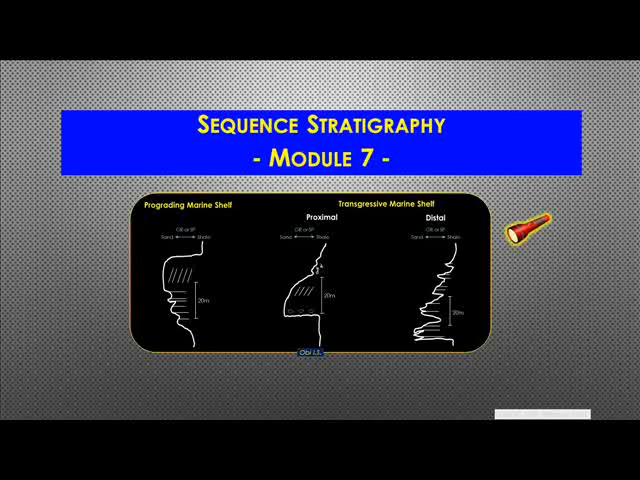 SEQUENCE STRATIGRAPHY
- MODULE 7 -
Prograding Marine Shelf
Transgressive Marine Shelf
Proximal
Distal
GR or SP
Sand Shale
GR or SP
Sand Shale
GR or SP
Sand Shale
20m
20m
20m
Obi I.S.